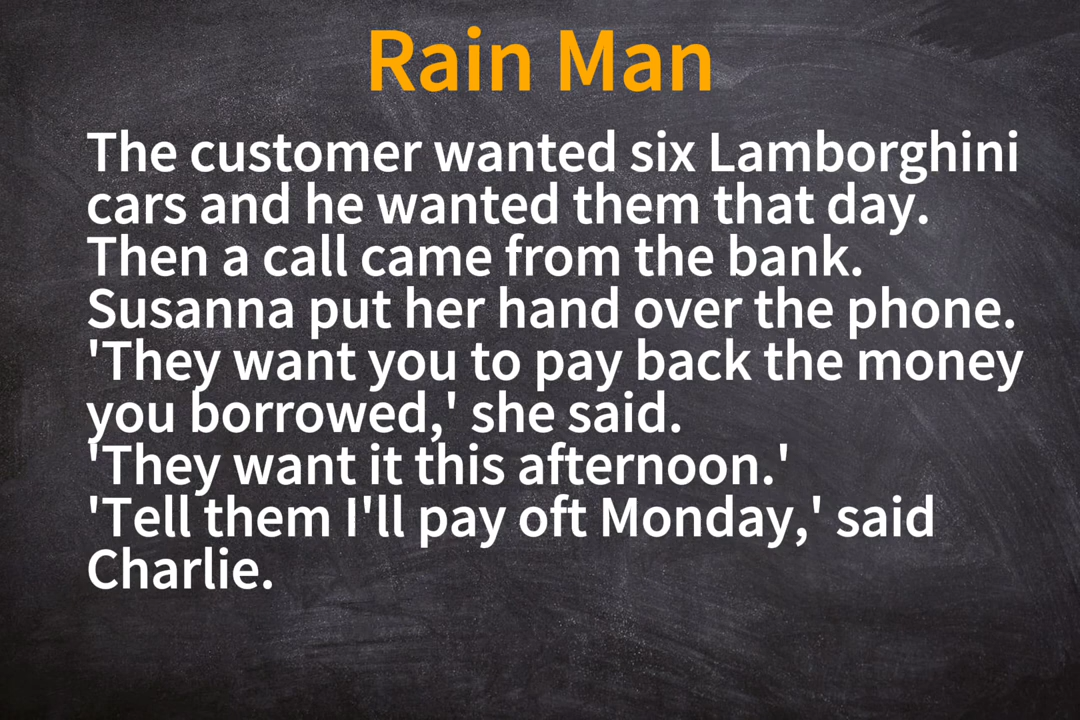 Rain Man
The customer wanted six Lamborghini
cars and he wanted them that day.
Then a call came from the bank.
Susanna put her hand over the phone.
'They want you to pay back the money
you borrowed,' she said.
'They want it this afternoon.'
'Tell them I'll pay oft Monday,' said
Charlie.